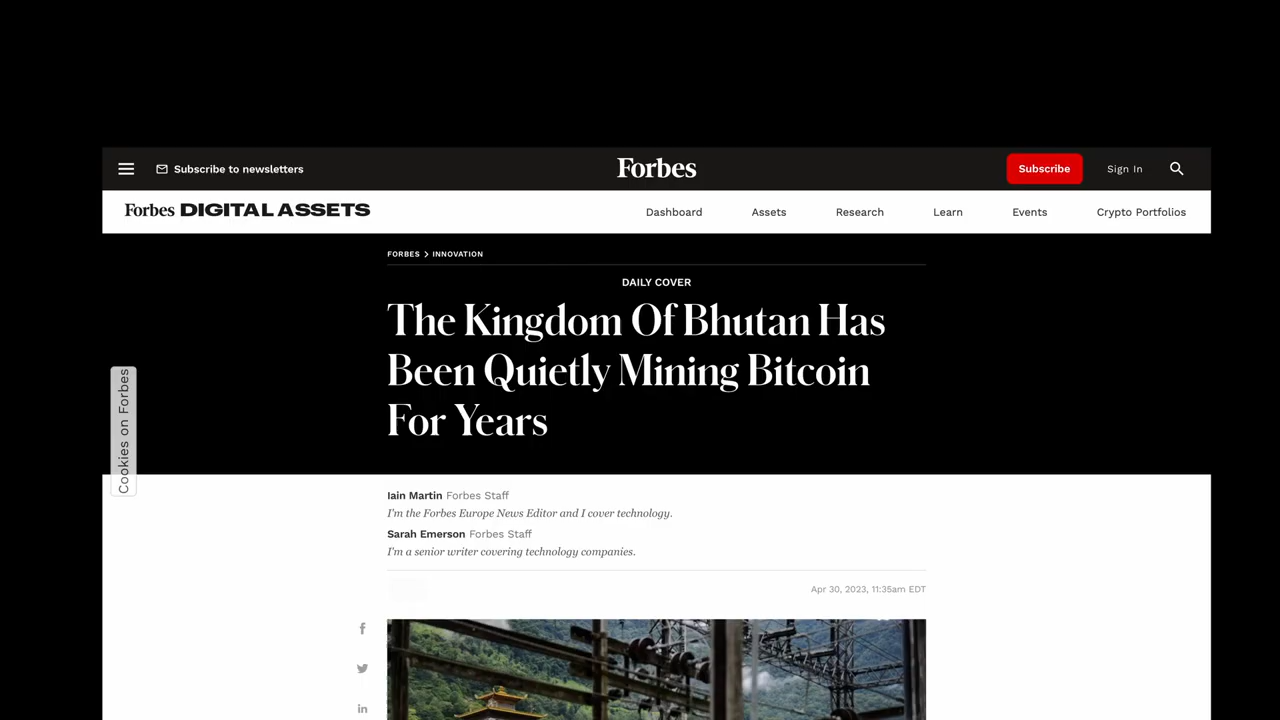 Subscribe to newsletters
Forbes
Subscribe
Sign In
Forbes DIGITAL ASSETS
Dashboard
Assets
Research
Learn
Events
Crypto Portfolios
FORBES > INNOVATION
DAILY COVER
The Kingdom Of Bhutan Has
Been Quietly Mining Bitcoin
For Years
Cookies on Forbes
Iain Martin Forbes Staff
I'm the Forbes Europe News Editor and I cover technology.
Sarah Emerson Forbes Staff
I'm a senior writer covering technology companies.
Apr 30, 2023, 11:35am EDT